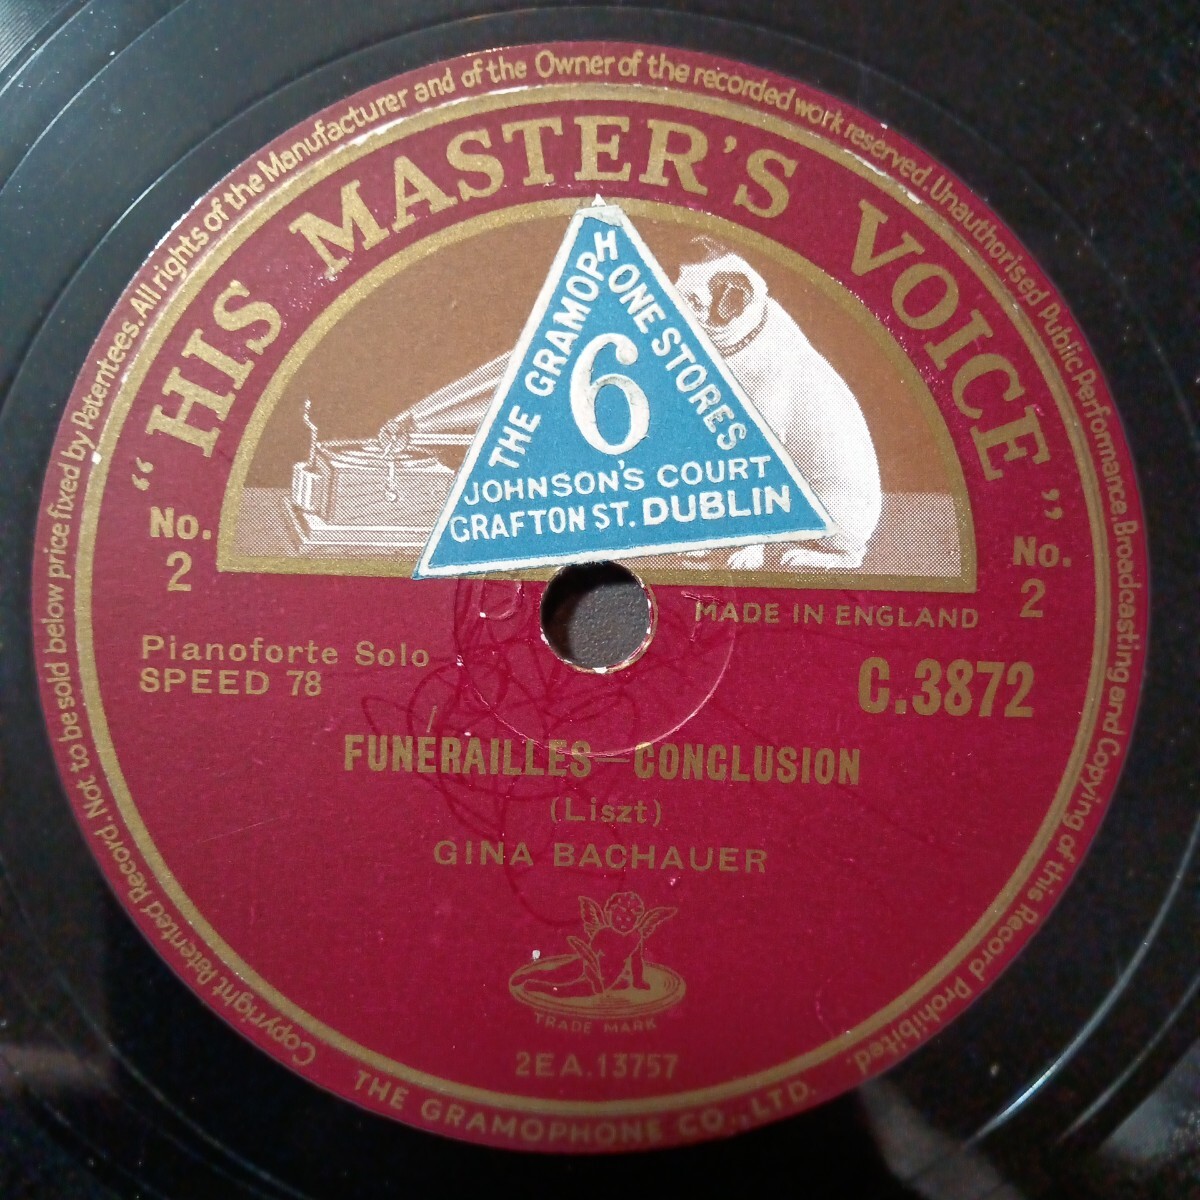 Copyright Patented Record. Not to be sold below price fixed by Patentees. All rights of the Manufacturer and of the Owner of the recorded work reserved. Unauthorised Public Performance, Broadcasting and Copying of this Record Prohibited.
"HIS MASTER'S VOICE"
THE GRAMOPHONE STORES
6
JOHNSON'S COURT
GRAFTON ST. DUBLIN
No. 2
No. 2
MADE IN ENGLAND
Pianoforte Solo
SPEED 78
C.3872
FUNÉRAILLES—CONCLUSION
(Liszt)
GINA BACHAUER
TRADE MARK
2EA.13757
THE GRAMOPHONE CO., LTD.